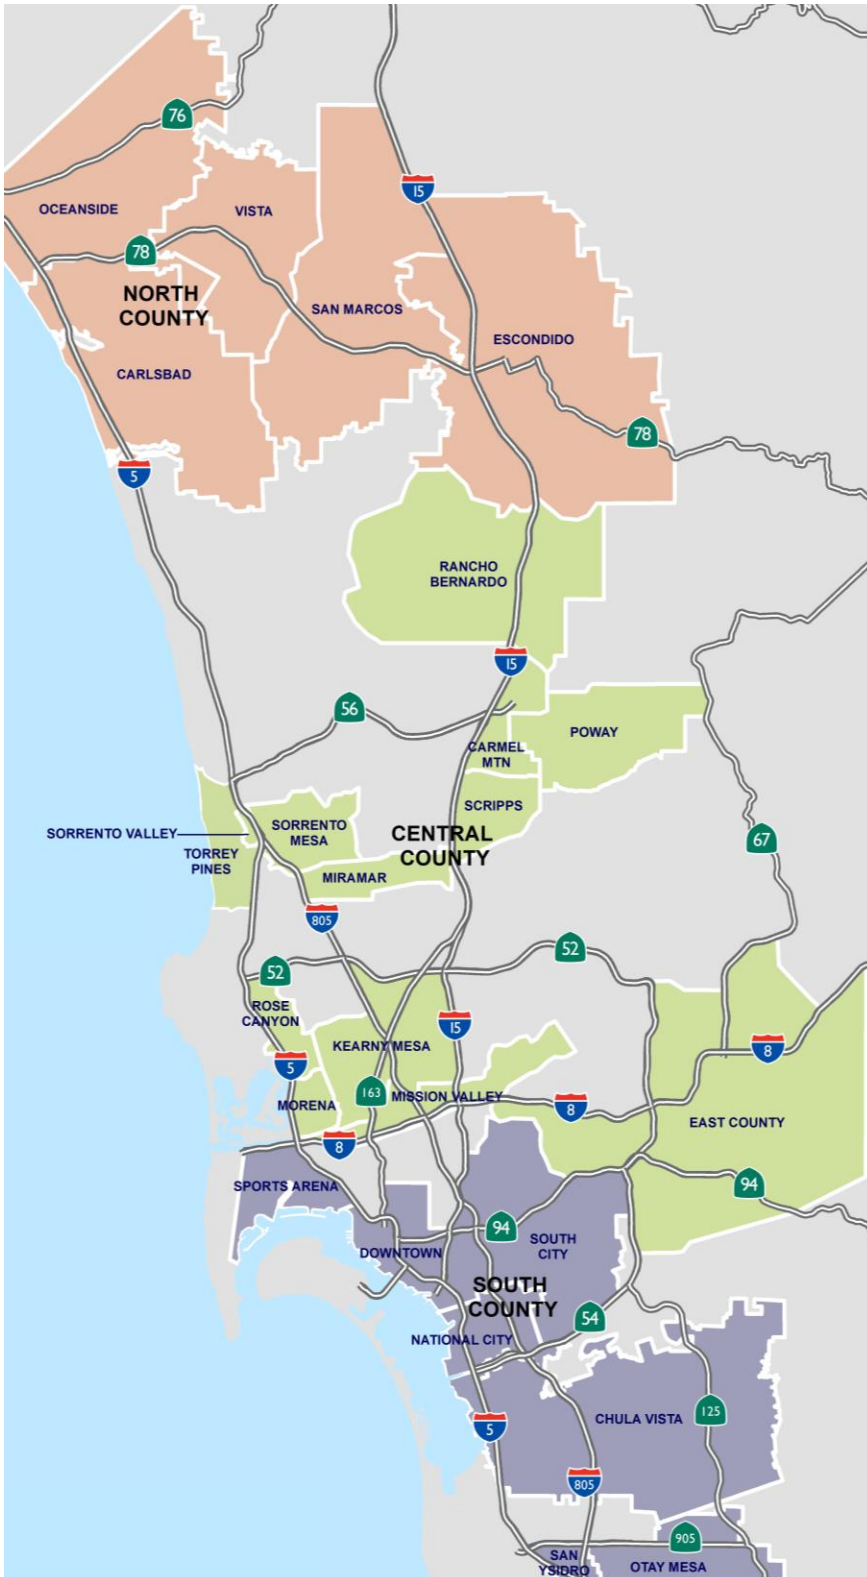 76
15
OCEANSIDE
VISTA
78
NORTH
COUNTY
SAN MARCOS
ESCONDIDO
CARLSBAD
78
5
RANCHO
BERNARDO
15
56
POWAY
CARMEL
MTN
SCRIPPS
SORRENTO VALLEY
SORRENTO
MESA
CENTRAL
COUNTY
67
TORREY
PINES
MIRAMAR
805
52
52
ROSE
CANYON
15
KEARNY MESA
8
5
163
MISSION VALLEY
MORENA
8
EAST COUNTY
8
SPORTS ARENA
94
94
SOUTH
CITY
DOWNTOWN
SOUTH
COUNTY
54
NATIONAL CITY
CHULA VISTA
125
5
805
905
SAN
YSIDRO
OTAY MESA